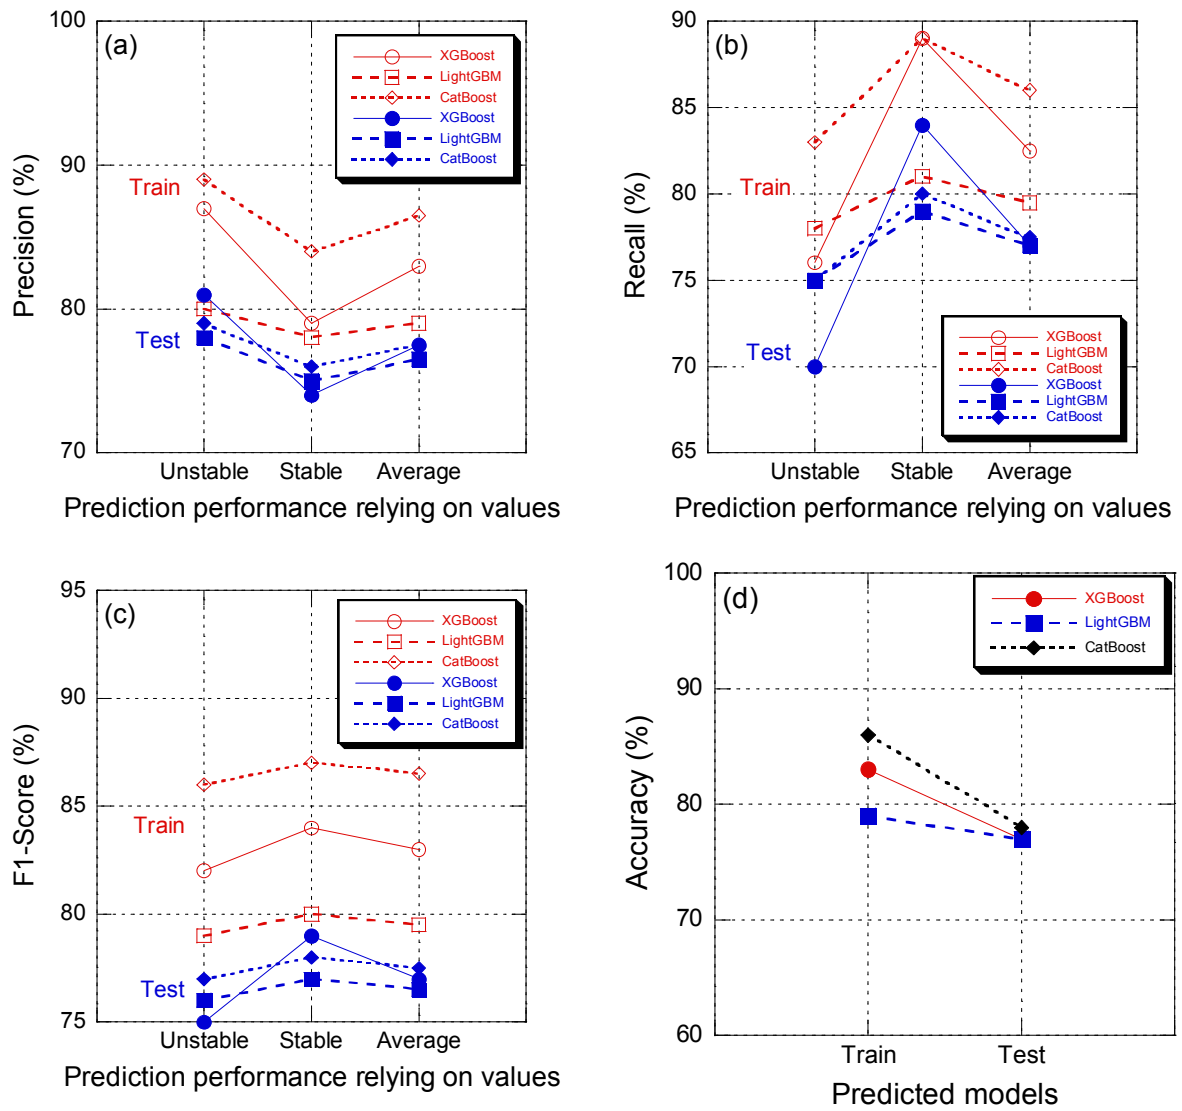 (a)
100
90
80
70
Precision (%)
XGBoost
LightGBM
CatBoost
XGBoost
LightGBM
CatBoost
Train
Test
Unstable Stable Average
Prediction performance relying on values
(b)
90
85
80
75
70
65
Recall (%)
Train
Test
XGBoost
LightGBM
CatBoost
XGBoost
LightGBM
CatBoost
Unstable Stable Average
Prediction performance relying on values
(c)
95
90
85
80
75
F1-Score (%)
XGBoost
LightGBM
CatBoost
XGBoost
LightGBM
CatBoost
Train
Test
Unstable Stable Average
Prediction performance relying on values
(d)
100
90
80
70
60
Accuracy (%)
XGBoost
LightGBM
CatBoost
Train Test
Predicted models